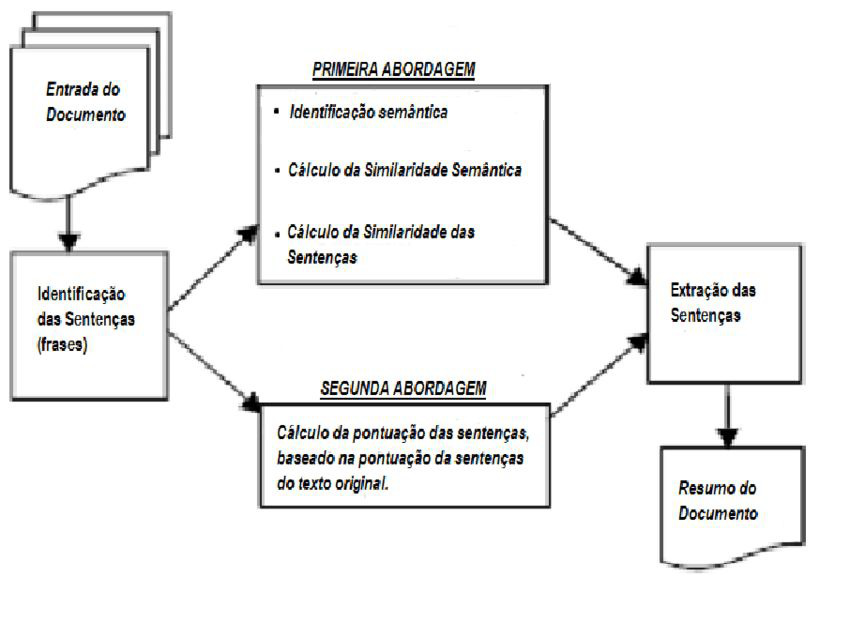 Entrada do
Documento
Identificação
das Sentenças
(frases)
PRIMEIRA ABORDAGEM
• Identificação semântica
• Cálculo da Similaridade Semântica
• Cálculo da Similaridade das
Sentenças
SEGUNDA ABORDAGEM
Cálculo da pontuação das sentenças,
baseado na pontuação da sentenças
do texto original.
Extração das
Sentenças
Resumo do
Documento